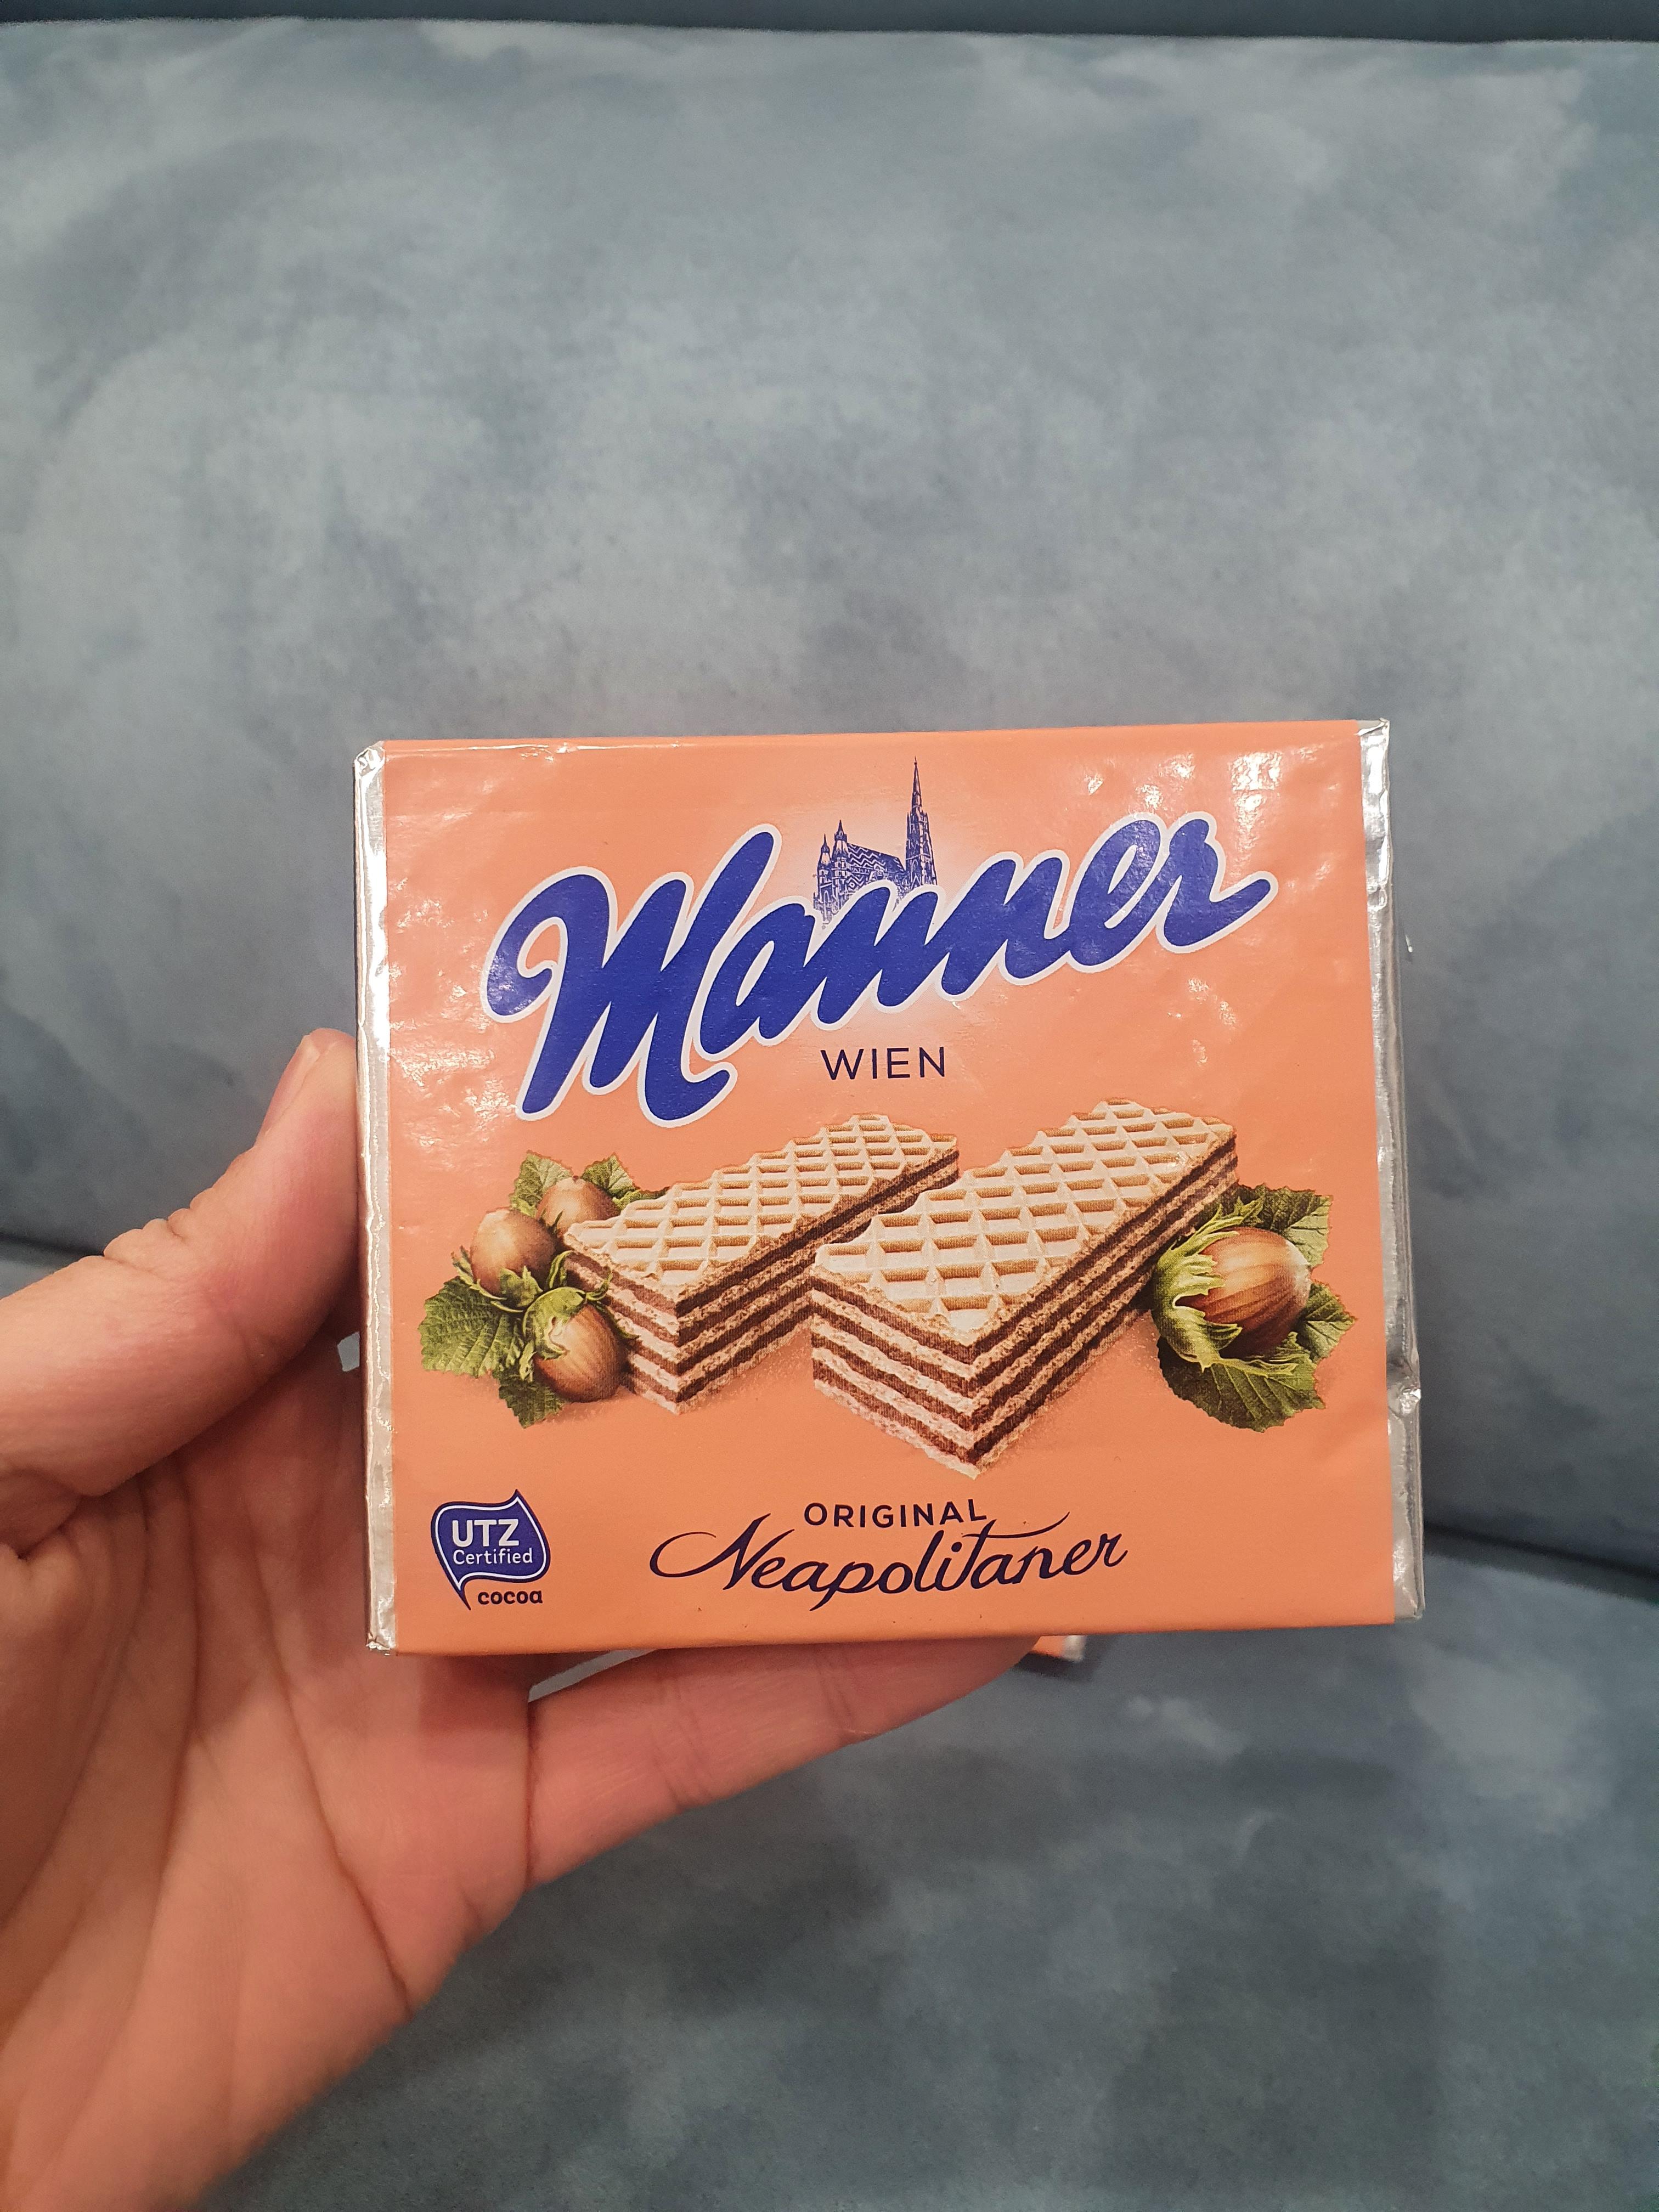 Manner
WIEN
ORIGINAL
Neapolitaner
UTZ
Certified
cocoa